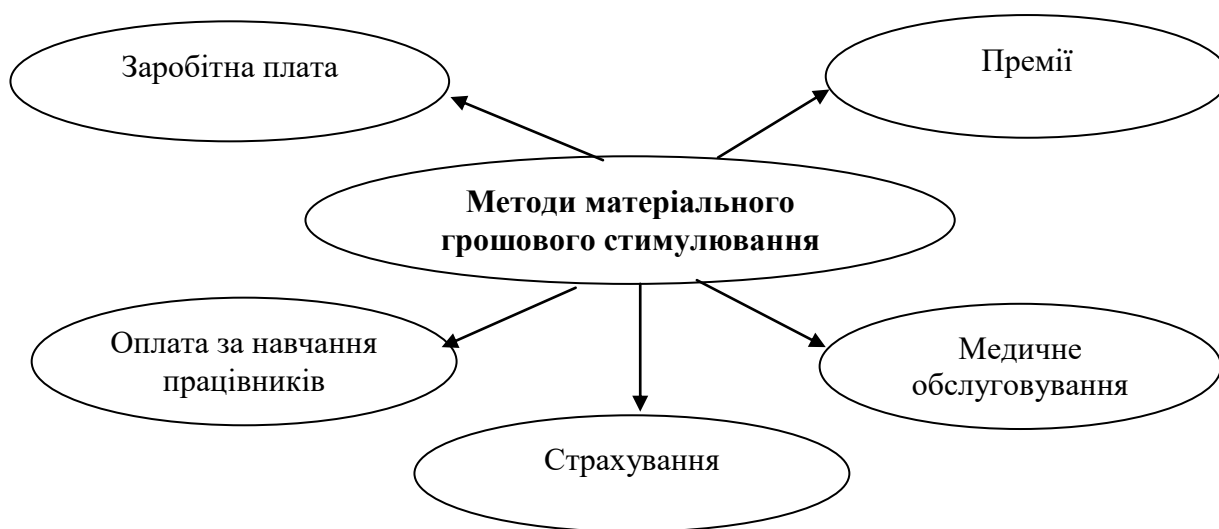 Заробітна плата
Премії
Методи матеріального
грошового стимулювання
Оплата за навчання
працівників
Медичне
обслуговування
Страхування